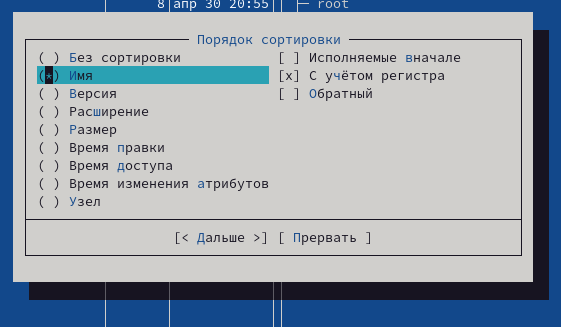 8 апр 30 20:55 ├─ root
Порядок сортировки
( ) Без сортировки [ ] Исполняемые вначале
(*) Имя [x] С учётом регистра
( ) Версия [ ] Обратный
( ) Расширение
( ) Размер
( ) Время правки
( ) Время доступа
( ) Время изменения атрибутов
( ) Узел
[< Дальше >] [ Прервать ]